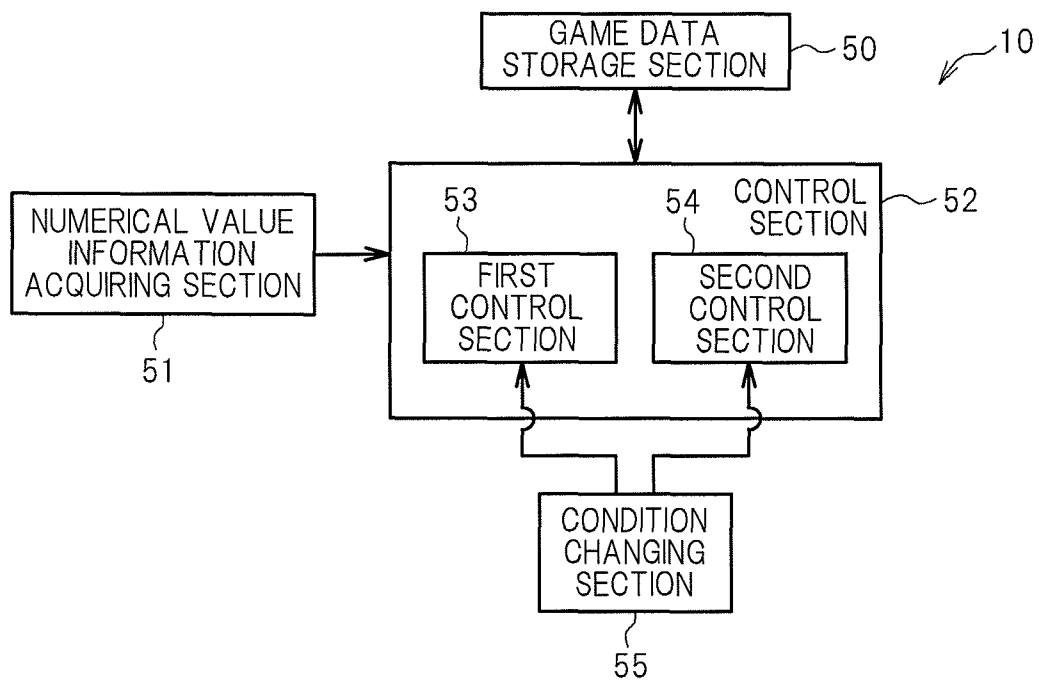 GAME DATA
STORAGE SECTION
50
10
NUMERICAL VALUE
INFORMATION
ACQUIRING SECTION
51
CONTROL
SECTION
52
53
FIRST
CONTROL
SECTION
54
SECOND
CONTROL
SECTION
CONDITION
CHANGING
SECTION
55